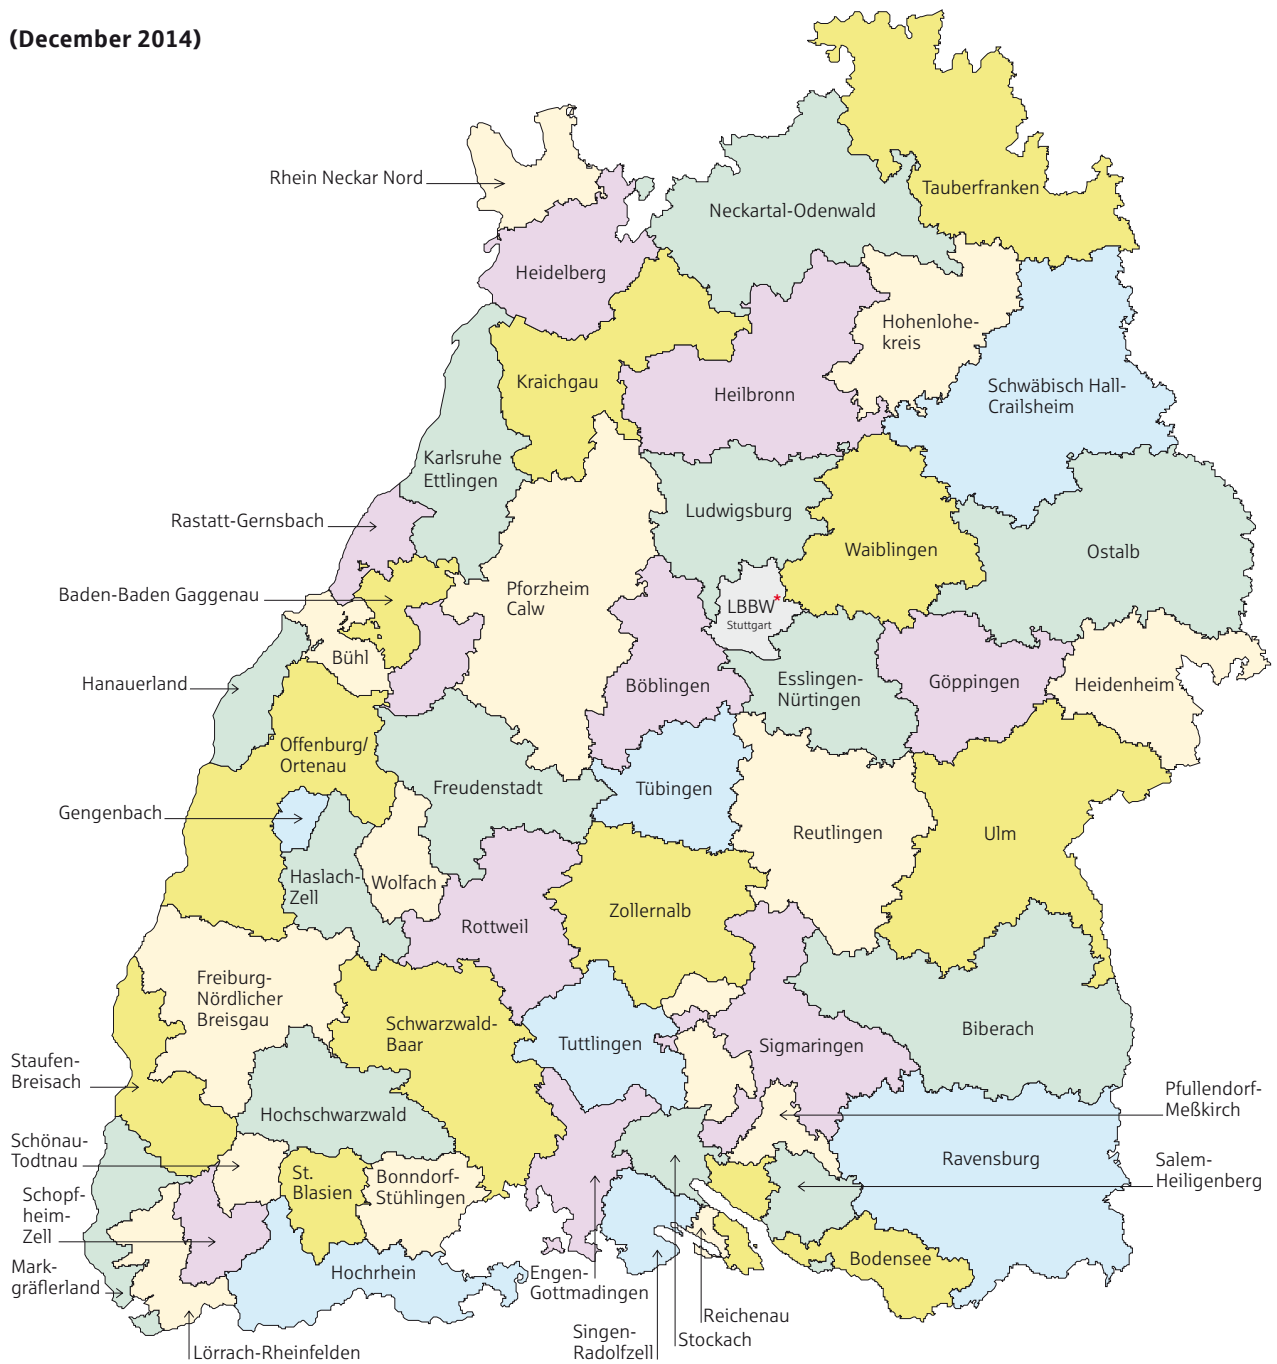 (December 2014)
Rhein Neckar Nord
Tauberfranken
Neckartal-Odenwald
Heidelberg
Hohenlohe-
kreis
Kraichgau
Heilbronn
Schwäbisch Hall-
Crailsheim
Karlsruhe
Ettlingen
Rastatt-Gernsbach
Ludwigsburg
Waiblingen
Ostalb
Baden-Baden Gaggenau
Pforzheim
Calw
LBBW*
Stuttgart
Bühl
Hanauerland
Böblingen
Esslingen-
Nürtingen
Göppingen
Heidenheim
Offenburg/
Ortenau
Freudenstadt
Tübingen
Gengenbach
Reutlingen
Ulm
Haslach-
Zell
Wolfach
Rottweil
Zollernalb
Freiburg-
Nördlicher
Breisgau
Schwarzwald-
Baar
Tuttlingen
Sigmaringen
Biberach
Staufen-
Breisach
Hochschwarzwald
Pfullendorf-
Meßkirch
Schönau-
Todtnau
St.
Blasien
Bonndorf-
Stühlingen
Ravensburg
Salem-
Heiligenberg
Schopf-
heim-
Zell
Mark-
gräflerland
Hochrhein
Engen-
Gottmadingen
Bodensee
Reichenau
Singen-
Radolfzell
Stockach
Lörrach-Rheinfelden